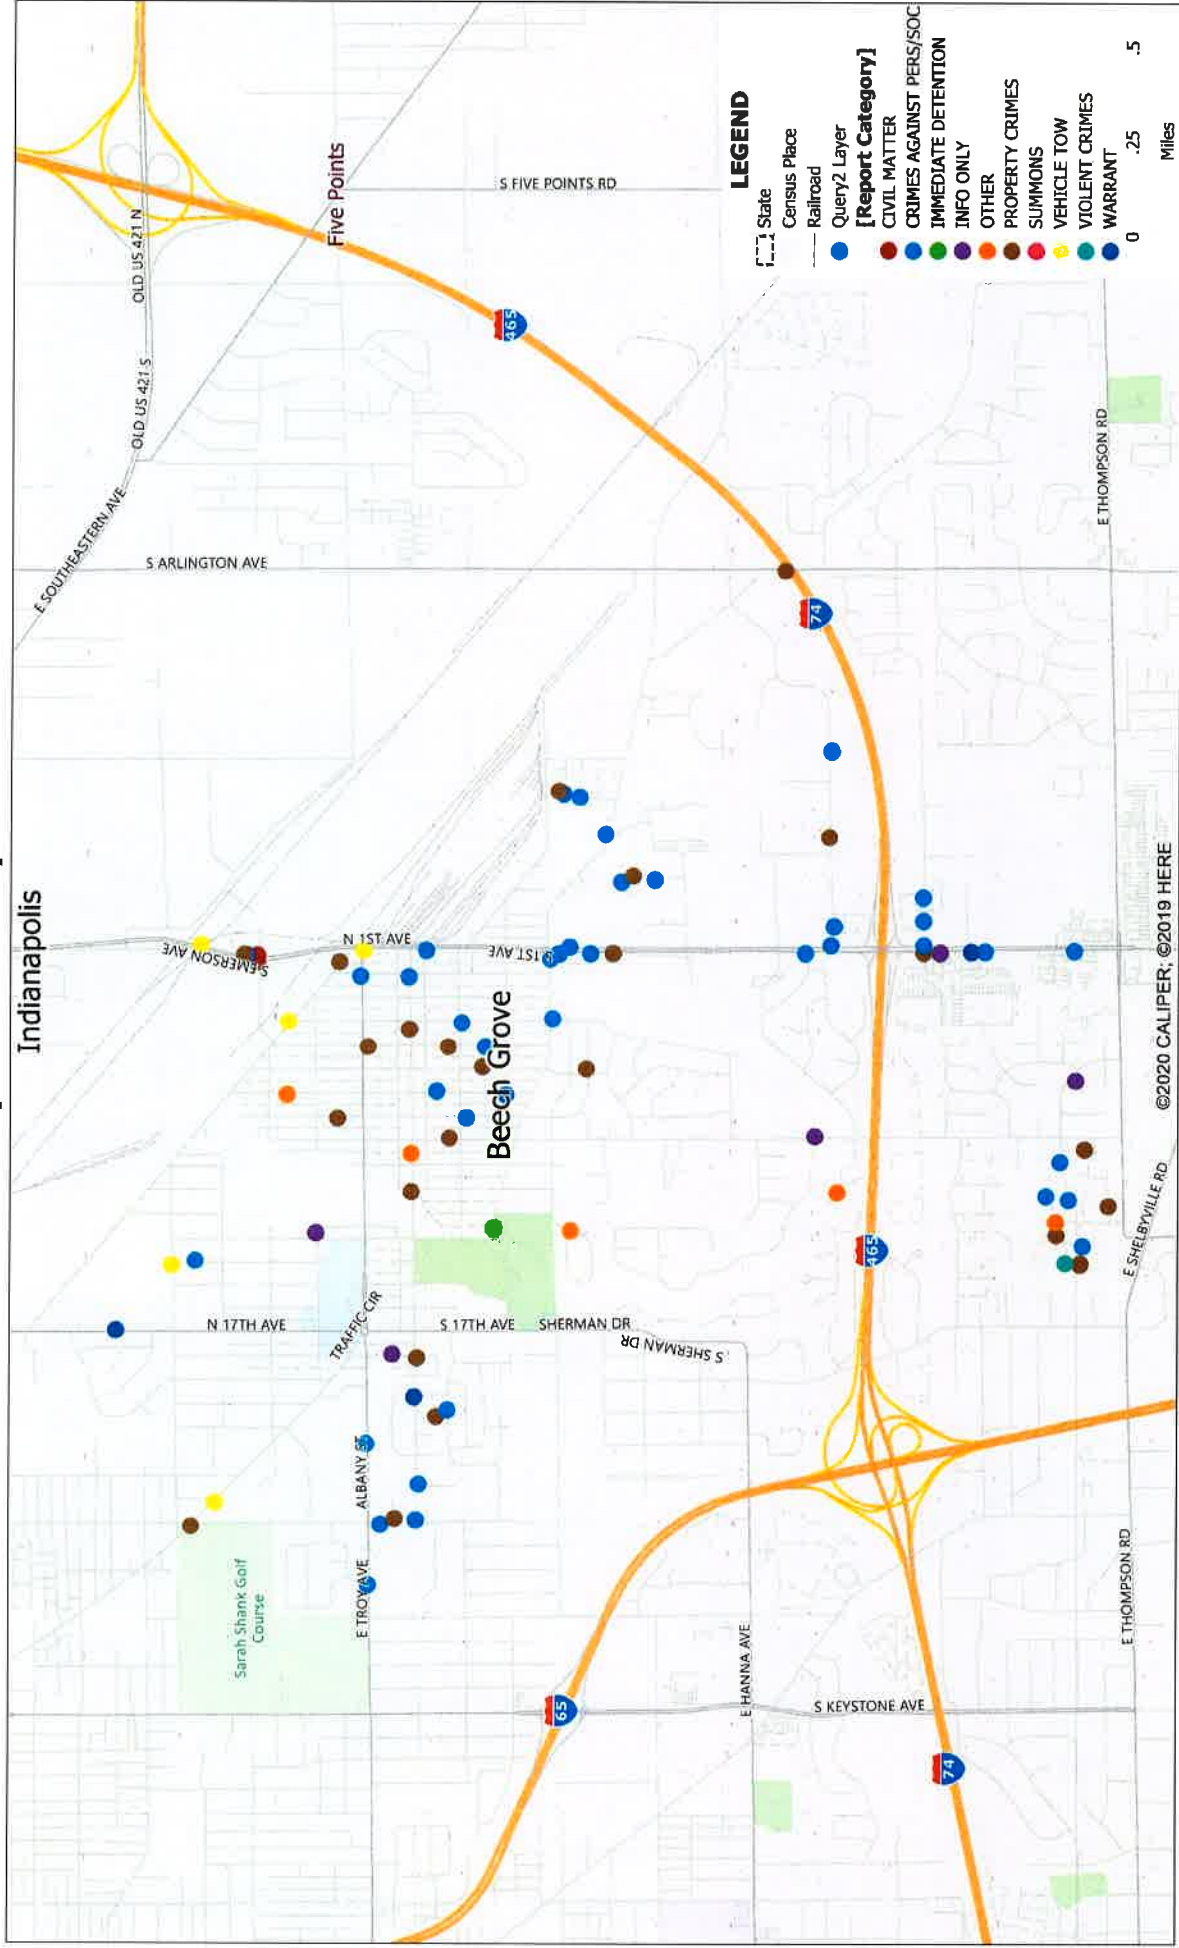 Indianapolis
OLD US 421 N
OLD US 421 S
E SOUTHEASTERN AVE
Five Points
S FIVE POINTS RD
465
S ARLINGTON AVE
74
E THOMPSON RD
S EMERSON AVE
N 1ST AVE
S 1ST AVE
Beech Grove
N 17TH AVE
TRAFFIC CIR
S 17TH AVE
SHERMAN DR
S SHERMAN DR
465
E SHELBYVILLE RD
ALBANY ST
E TROY AVE
Sarah Shank Golf
Course
65
E HANNA AVE
S KEYSTONE AVE
74
E THOMPSON RD
LEGEND
State
Census Place
Railroad
Query2 Layer
[Report Category]
CIVIL MATTER
CRIMES AGAINST PERS/SOC
IMMEDIATE DETENTION
INFO ONLY
OTHER
PROPERTY CRIMES
SUMMONS
VEHICLE TOW
VIOLENT CRIMES
WARRANT
0 .25 .5
Miles
©2020 CALIPER; ©2019 HERE